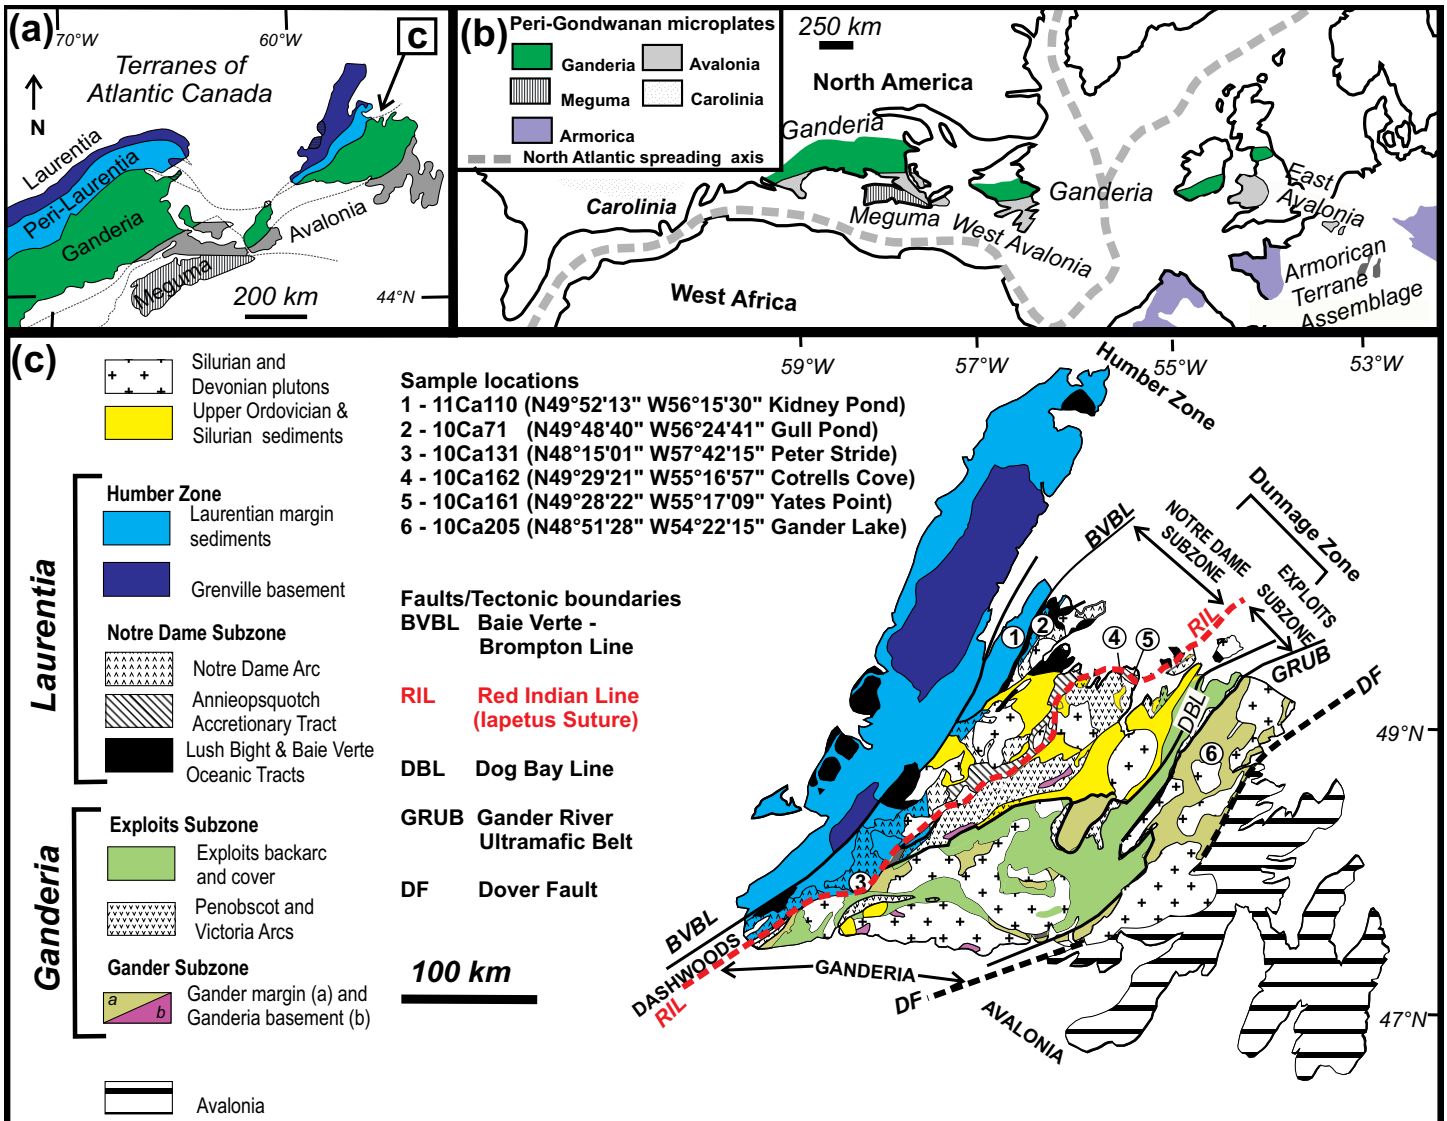 (a)
70°W
60°W
c
Terranes of
Atlantic Canada
N
Laurentia
Peri-Laurentia
Ganderia
Avalonia
Meguma
200 km
44°N
(b)
Peri-Gondwanan microplates
Ganderia
Avalonia
Meguma
Carolinia
Armorica
North Atlantic spreading axis
250 km
North America
Ganderia
Carolinia
Meguma
West Avalonia
Ganderia
East
Avalonia
West Africa
Armorican
Terrane
Assemblage
(c)
Silurian and
Devonian plutons
Upper Ordovician &
Silurian sediments
Laurentia
Humber Zone
Laurentian margin
sediments
Grenville basement
Notre Dame Subzone
Notre Dame Arc
Annieopsquotch
Accretionary Tract
Lush Bight & Baie Verte
Oceanic Tracts
Ganderia
Exploits Subzone
Exploits backarc
and cover
Penobscot and
Victoria Arcs
Gander Subzone
a
b
Gander margin (a) and
Ganderia basement (b)
Avalonia
Sample locations
1 - 11Ca110 (N49°52'13" W56°15'30" Kidney Pond)
2 - 10Ca71 (N49°48'40" W56°24'41" Gull Pond)
3 - 10Ca131 (N48°15'01" W57°42'15" Peter Stride)
4 - 10Ca162 (N49°29'21" W55°16'57" Cotrells Cove)
5 - 10Ca161 (N49°28'22" W55°17'09" Yates Point)
6 - 10Ca205 (N48°51'28" W54°22'15" Gander Lake)
Faults/Tectonic boundaries
BVBL Baie Verte -
Brompton Line
RIL Red Indian Line
(Iapetus Suture)
DBL Dog Bay Line
GRUB Gander River
Ultramafic Belt
DF Dover Fault
100 km
59°W
57°W
55°W
53°W
Humber Zone
Dunnage Zone
BVBL
NOTRE DAME
SUBZONE
EXPLOITS
SUBZONE
RIL
GRUB
DF
1
2
4
5
DBL
6
3
49°N
BVBL
DASHWOODS
RIL
GANDERIA
DF
AVALONIA
47°N